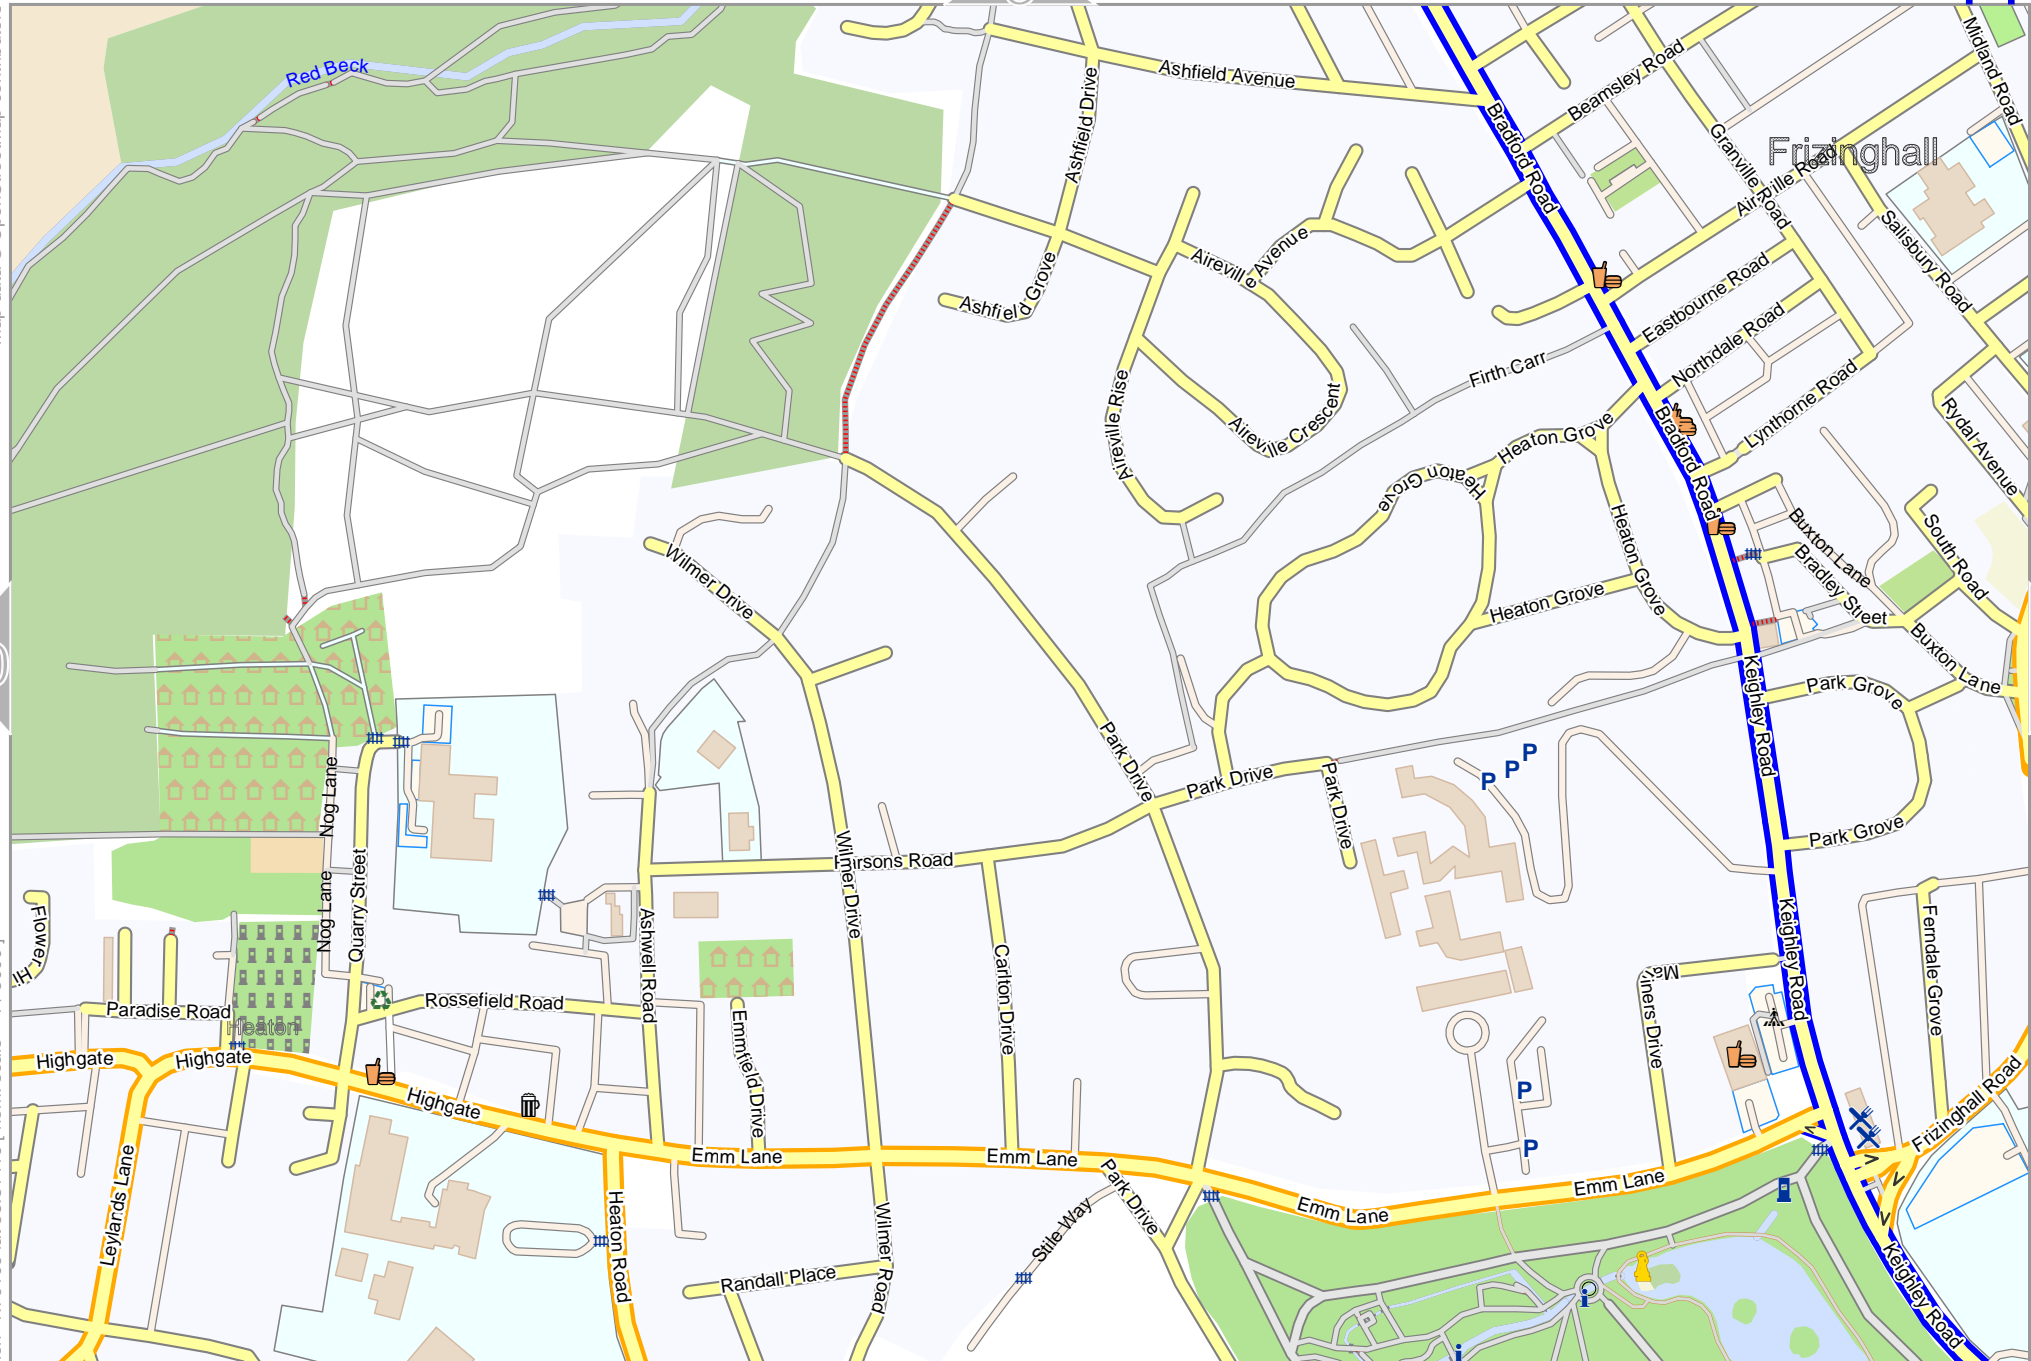 Red Beck
Ashfield Avenue
Ashfield Drive
Ashfield Grove
Bradford Road
Beamsley Road
Midland Road
Granville Road
Frizinghall
Salisbury Road
Aireville Avenue
Eastbourne Road
Northdale Road
Firth Carr
Lynthorne Road
Rydal Avenue
Aireville Rise
Aireville Crescent
Heaton Grove
Heaton Grove
Bradford Road
Heaton Grove
Heaton Grove
Buxton Lane
Bradley Street
South Road
Buxton Lane
Wilmer Drive
Park Grove
Keighley Road
Park Drive
Park Drive
Park Drive
P
P
P
Nog Lane
Quarry Street
Nog Lane
Wilmer Drive
Park Grove
Ashwell Road
Carlton Drive
Keighley Road
Ferndale Grove
Paradise Road
Heaton
Rossefield Road
Emmfield Drive
Highgate
Highgate
Highgate
P
P
Frizinghall Road
Leylands Lane
Emm Lane
Emm Lane
Park Drive
Emm Lane
Emm Lane
Heaton Road
Wilmer Road
Stile Way
Randall Place
Keighley Road